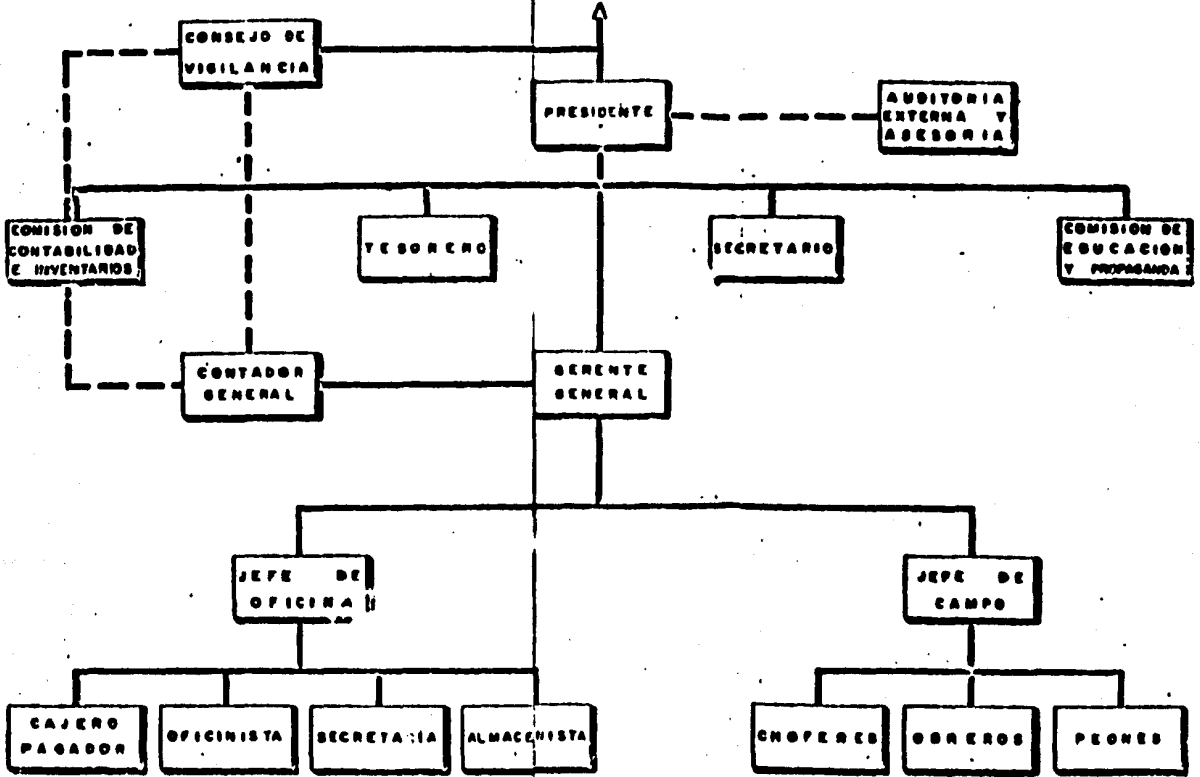 CONSEJO DE
VIGILANCIA
PRESIDENTE
AUDITORIA
EXTERNA Y
ASESORIA
COMISION DE
CONTABILIDAD
E INVENTARIOS
TESORERO
SECRETARIO
COMISION DE
EDUCACION
Y PROPAGANDA
CONTADOR
GENERAL
GERENTE
GENERAL
JEFE DE
OFICINA
JEFE DE
CAMPO
CAJERO
PAGADOR
OFICINISTA
SECRETARIA
ALMACENISTA
CHOFERES
OBREROS
PEONES